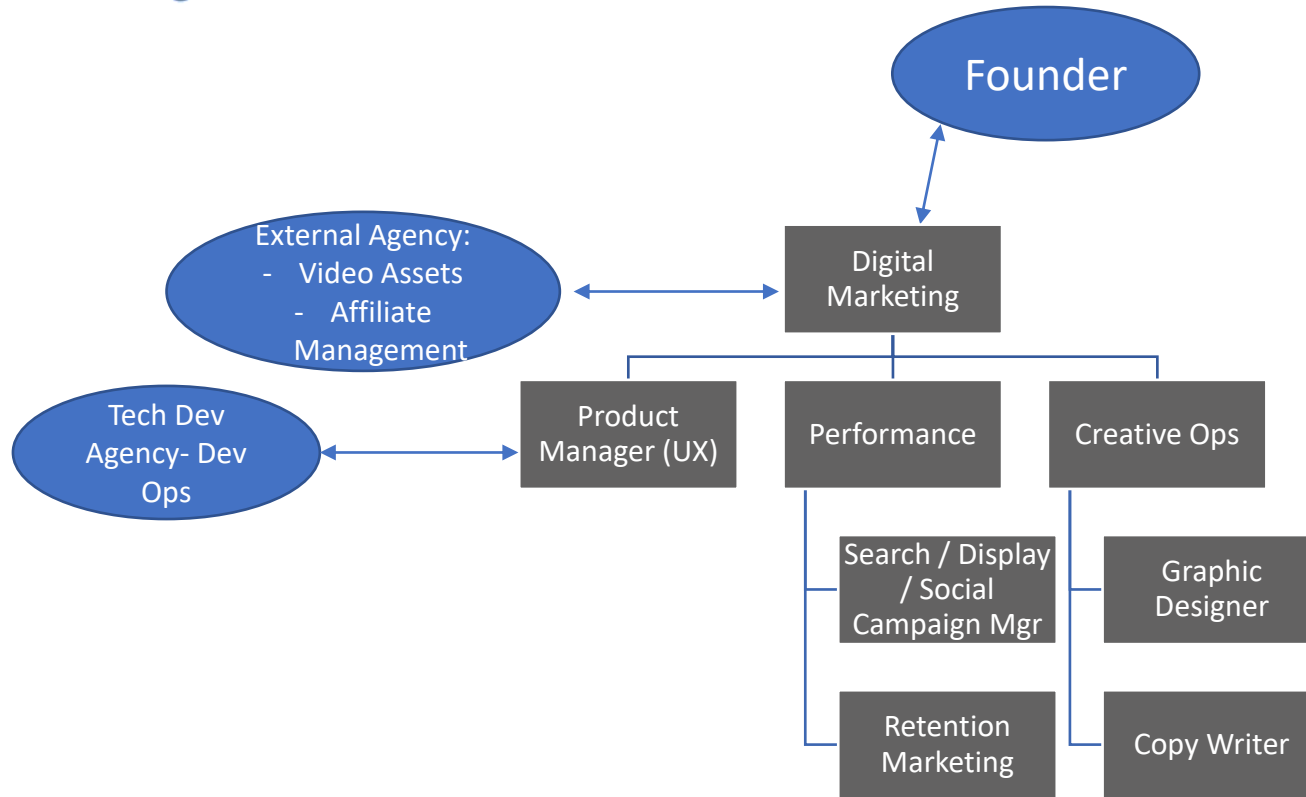 Founder
External Agency:
- Video Assets
- Affiliate
Management
Digital
Marketing
Tech Dev
Agency- Dev
Ops
Product
Manager (UX)
Performance
Creative Ops
Search / Display
/ Social
Campaign Mgr
Graphic
Designer
Retention
Marketing
Copy Writer